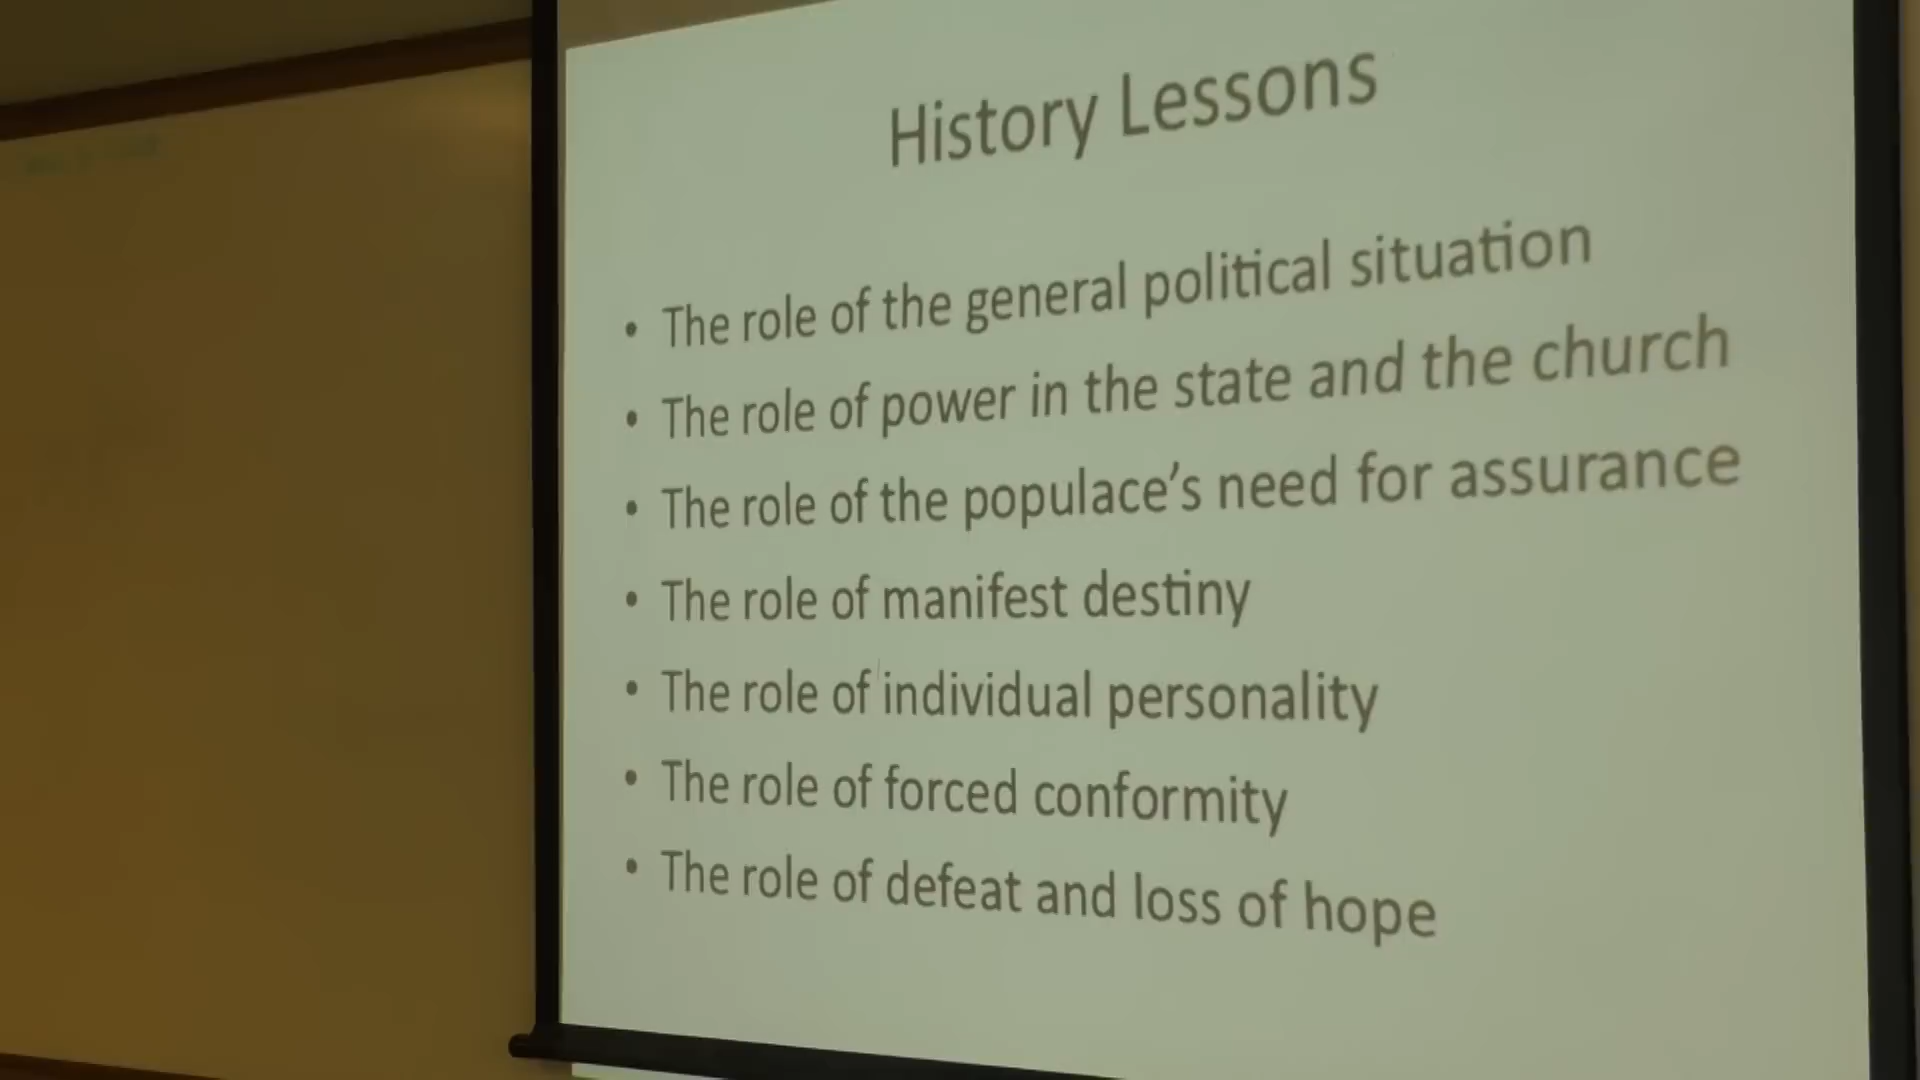 History Lessons
• The role of the general political situation
• The role of power in the state and the church
• The role of the populace's need for assurance
• The role of manifest destiny
• The role of individual personality
• The role of forced conformity
• The role of defeat and loss of hope